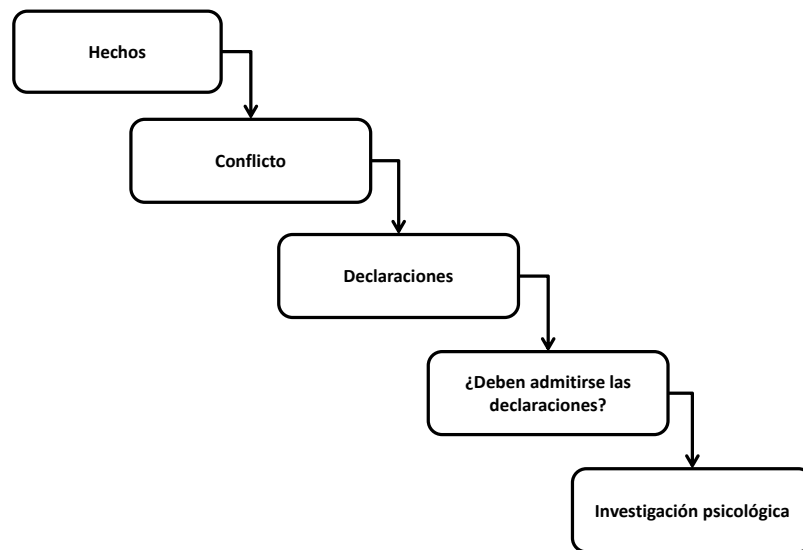 Hechos
Conflicto
Declaraciones
¿Deben admitirse las
declaraciones?
Investigación psicológica